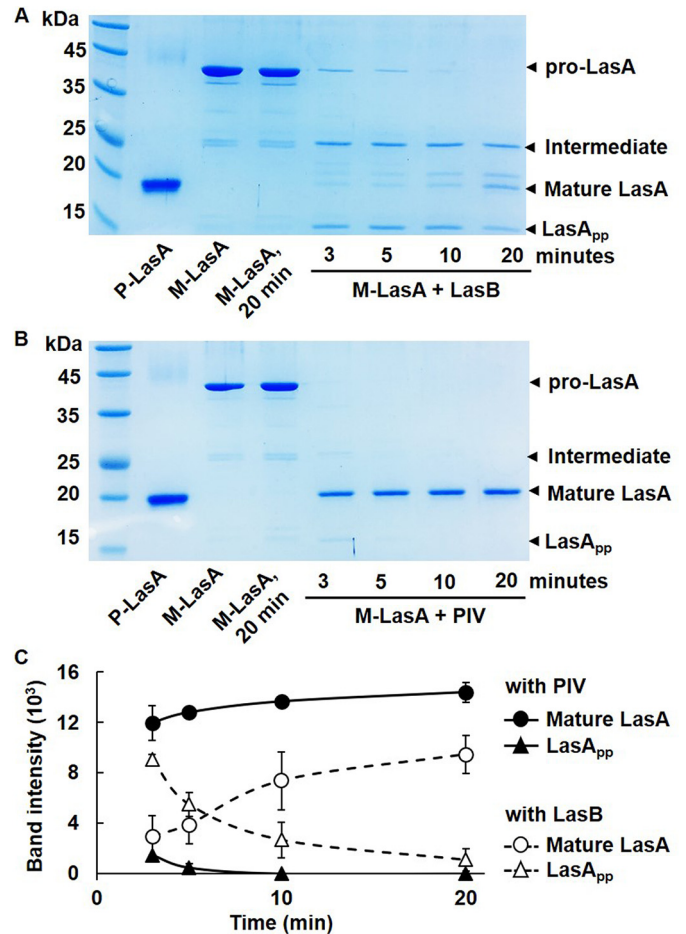 A kDa
45
35
25
20
15
pro-LasA
Intermediate
Mature LasA
LasApp
P-LasA
M-LasA
M-LasA,
20 min
3 5 10 20 minutes
M-LasA + LasB
B kDa
45
35
25
20
15
pro-LasA
Intermediate
Mature LasA
LasApp
P-LasA
M-LasA
M-LasA,
20 min
3 5 10 20 minutes
M-LasA + PIV
C
Band intensity (10³)
16
12
8
4
0
0 10 20
Time (min)
with PIV
Mature LasA
LasApp
with LasB
Mature LasA
LasApp